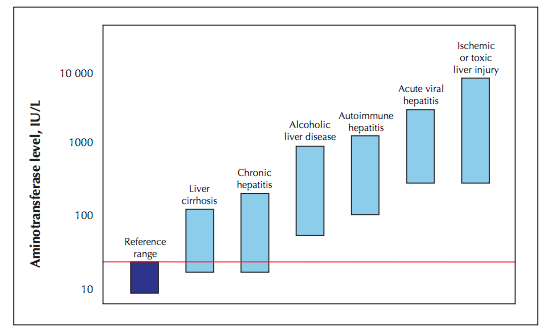 Aminotransferase level, IU/L
10 000
1000
100
10
Reference
range
Liver
cirrhosis
Chronic
hepatitis
Alcoholic
liver disease
Autoimmune
hepatitis
Acute viral
hepatitis
Ischemic
or toxic
liver injury